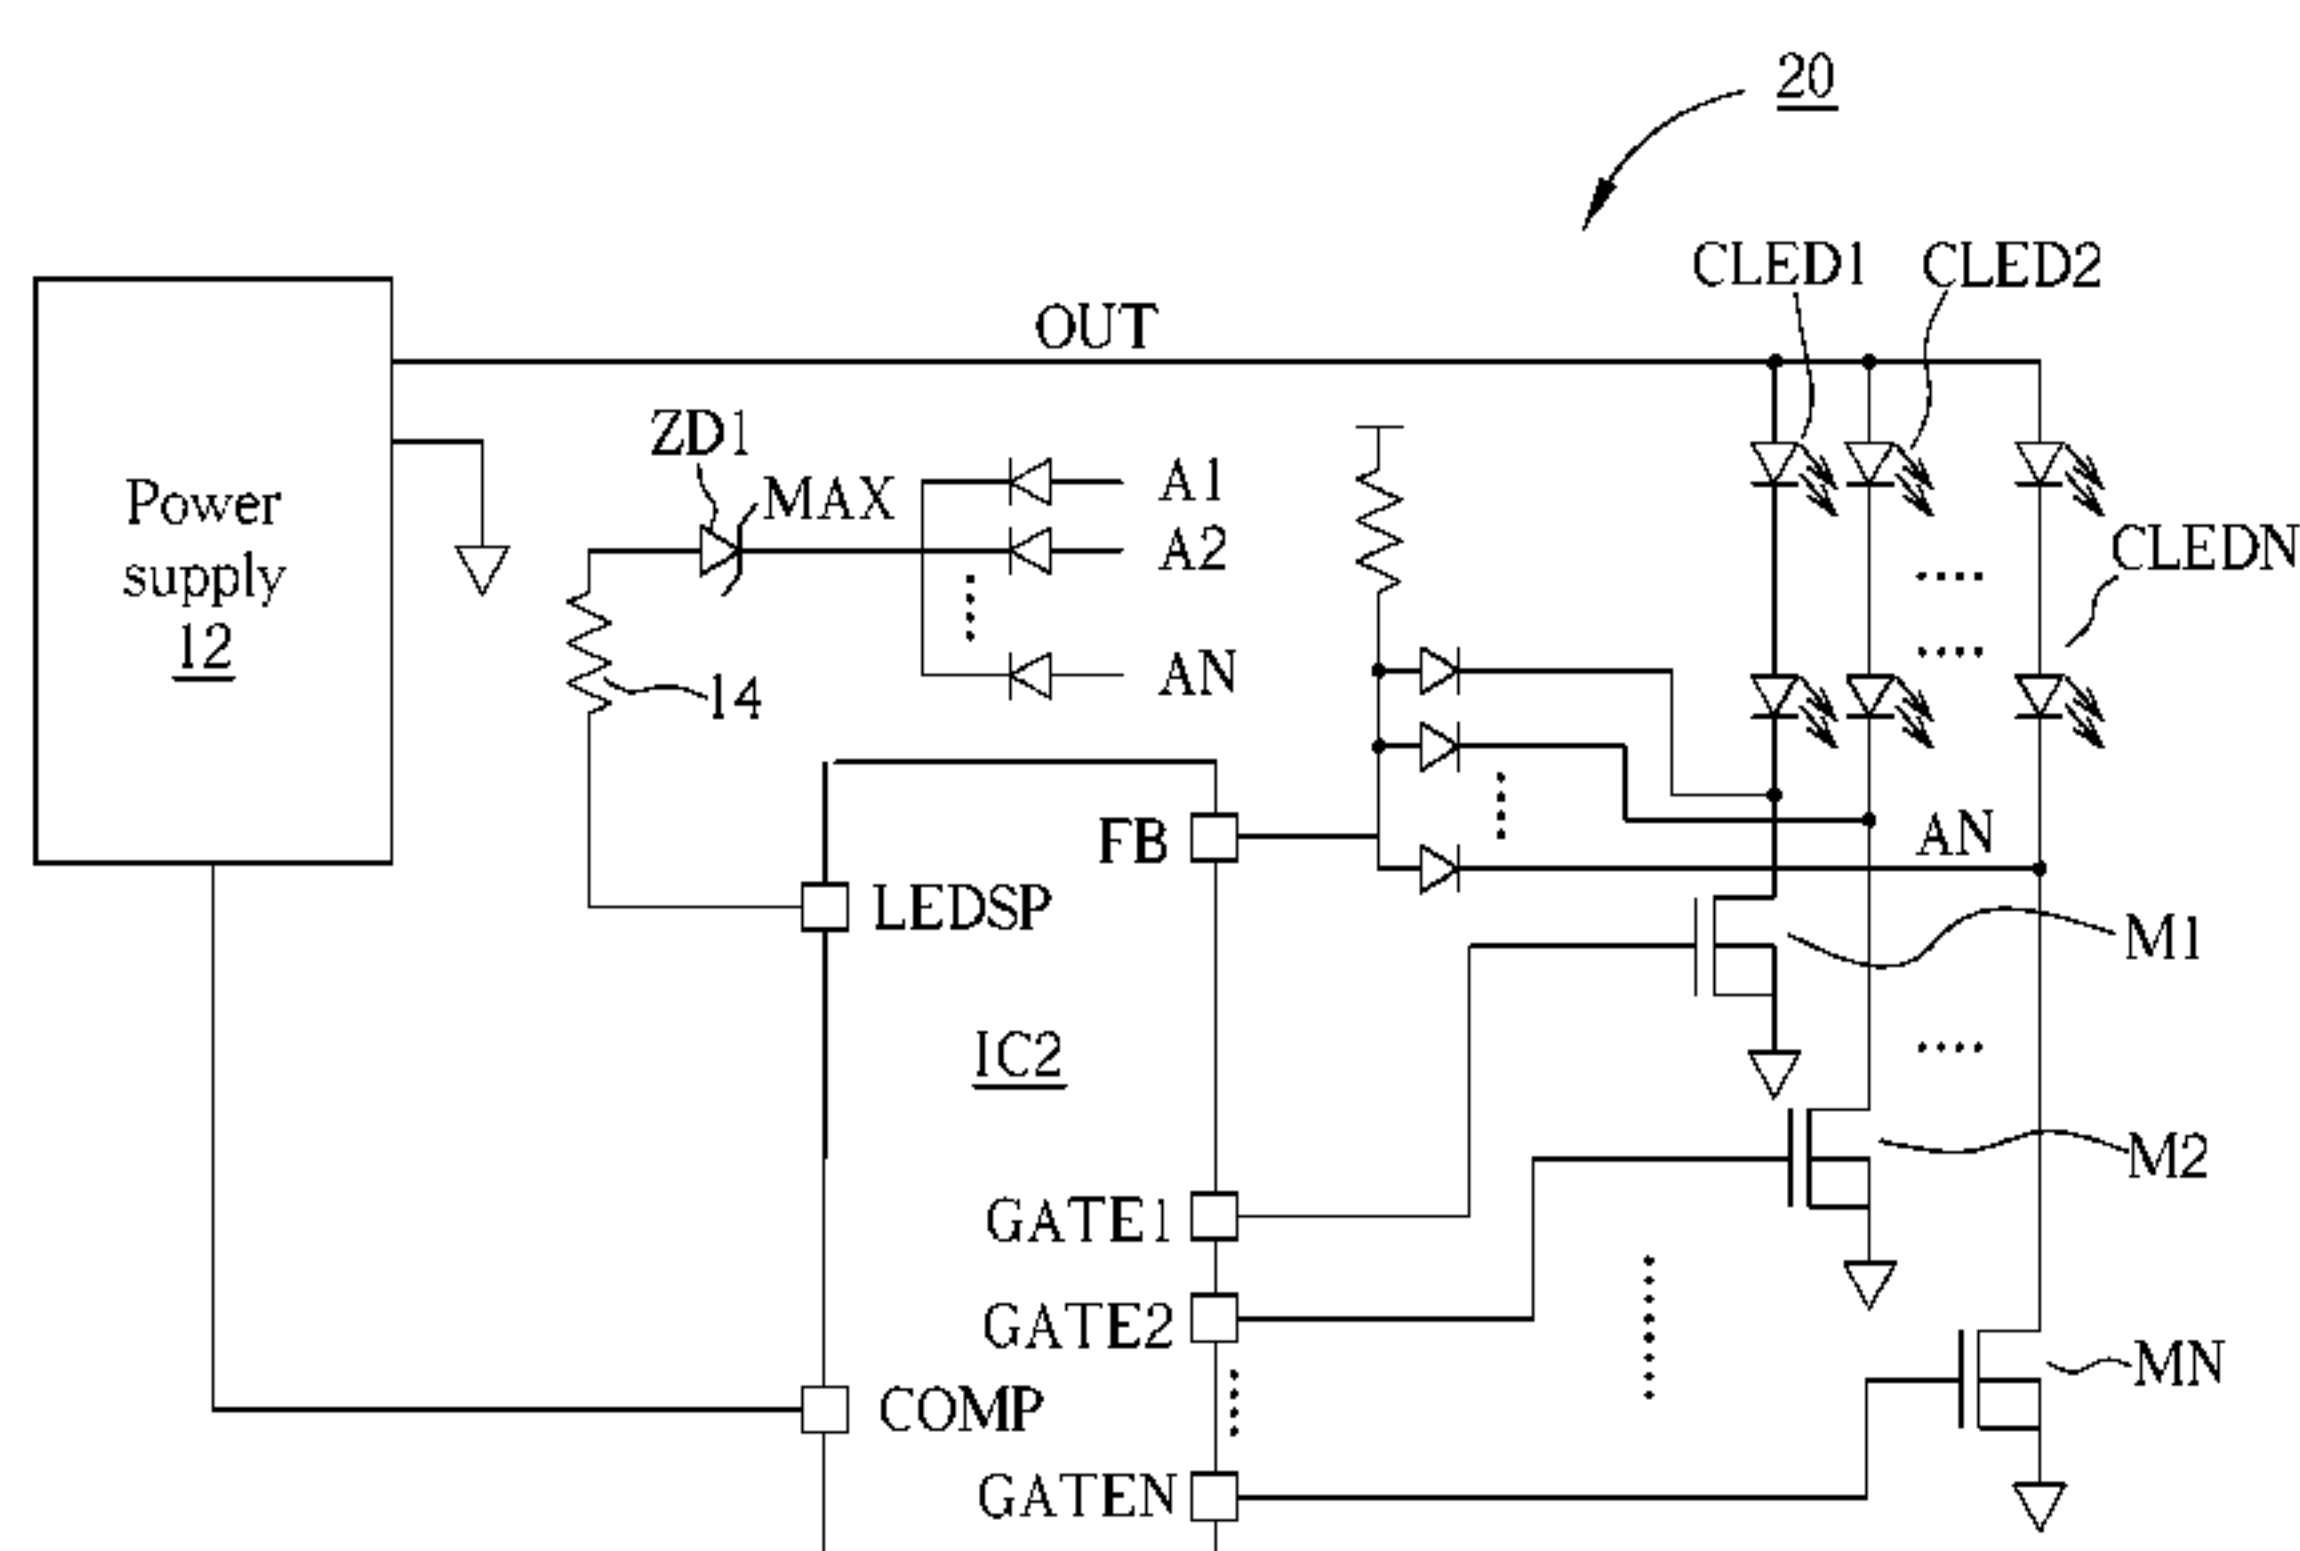 20
CLED1
CLED2
OUT
ZD1
MAX
A1
A2
AN
Power
supply
12
14
CLEDN
FB
AN
LEDSP
M1
IC2
M2
GATE1
GATE2
MN
COMP
GATEN